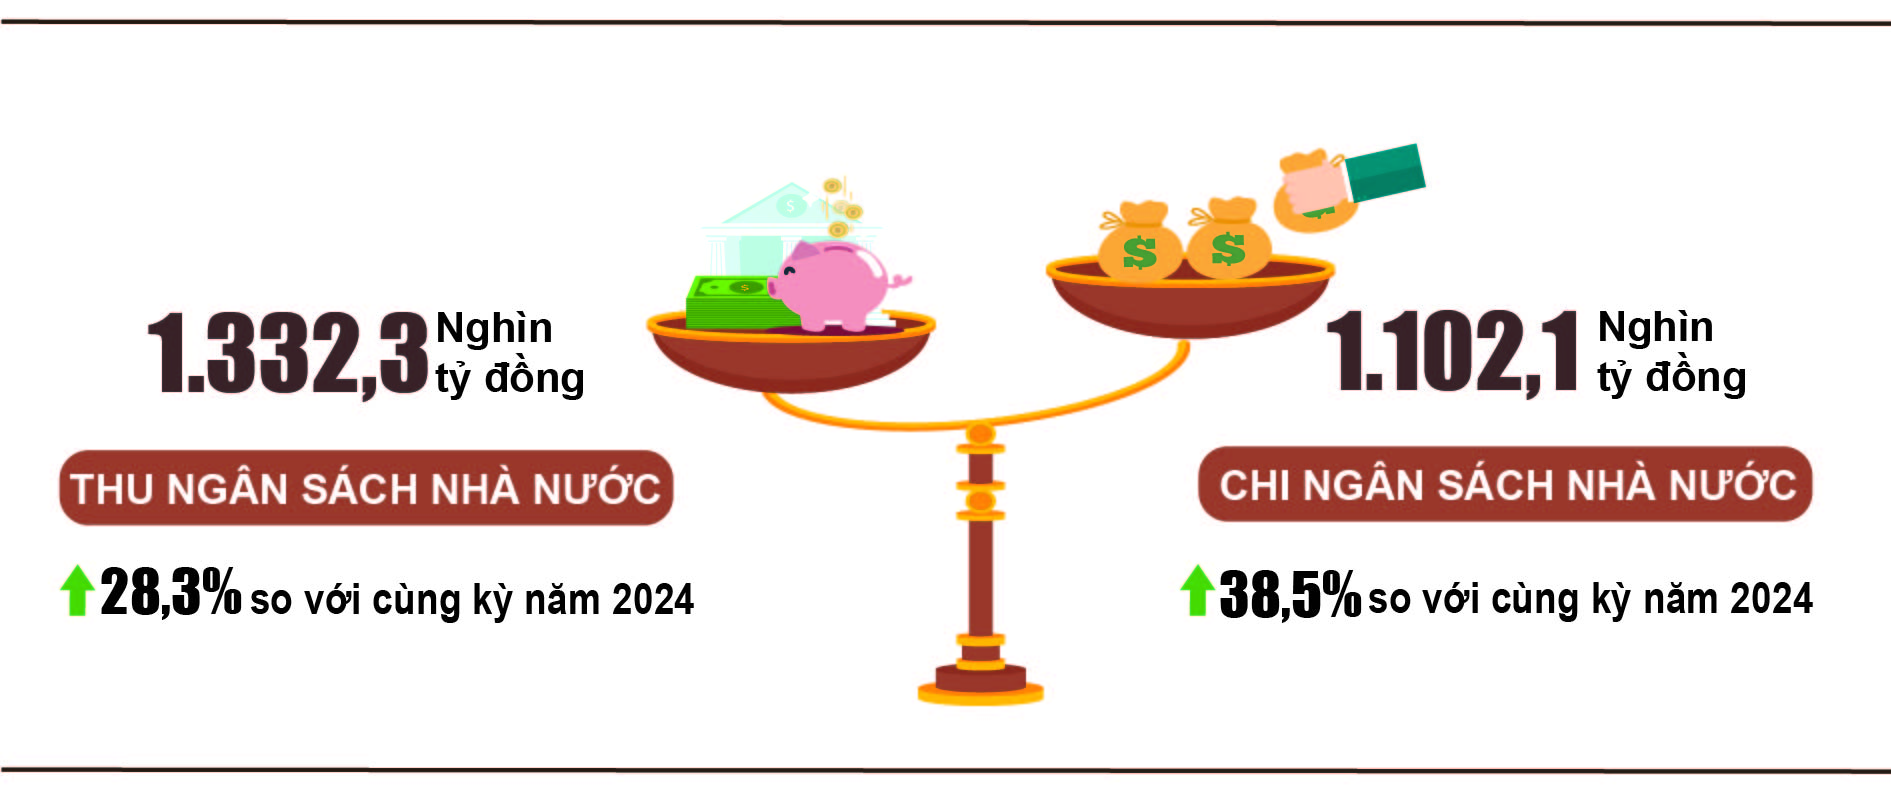 1.332,3 Nghìn
tỷ đồng
THU NGÂN SÁCH NHÀ NƯỚC
28,3% so với cùng kỳ năm 2024
$
$
$
$
$
1.102,1 Nghìn
tỷ đồng
CHI NGÂN SÁCH NHÀ NƯỚC
38,5% so với cùng kỳ năm 2024